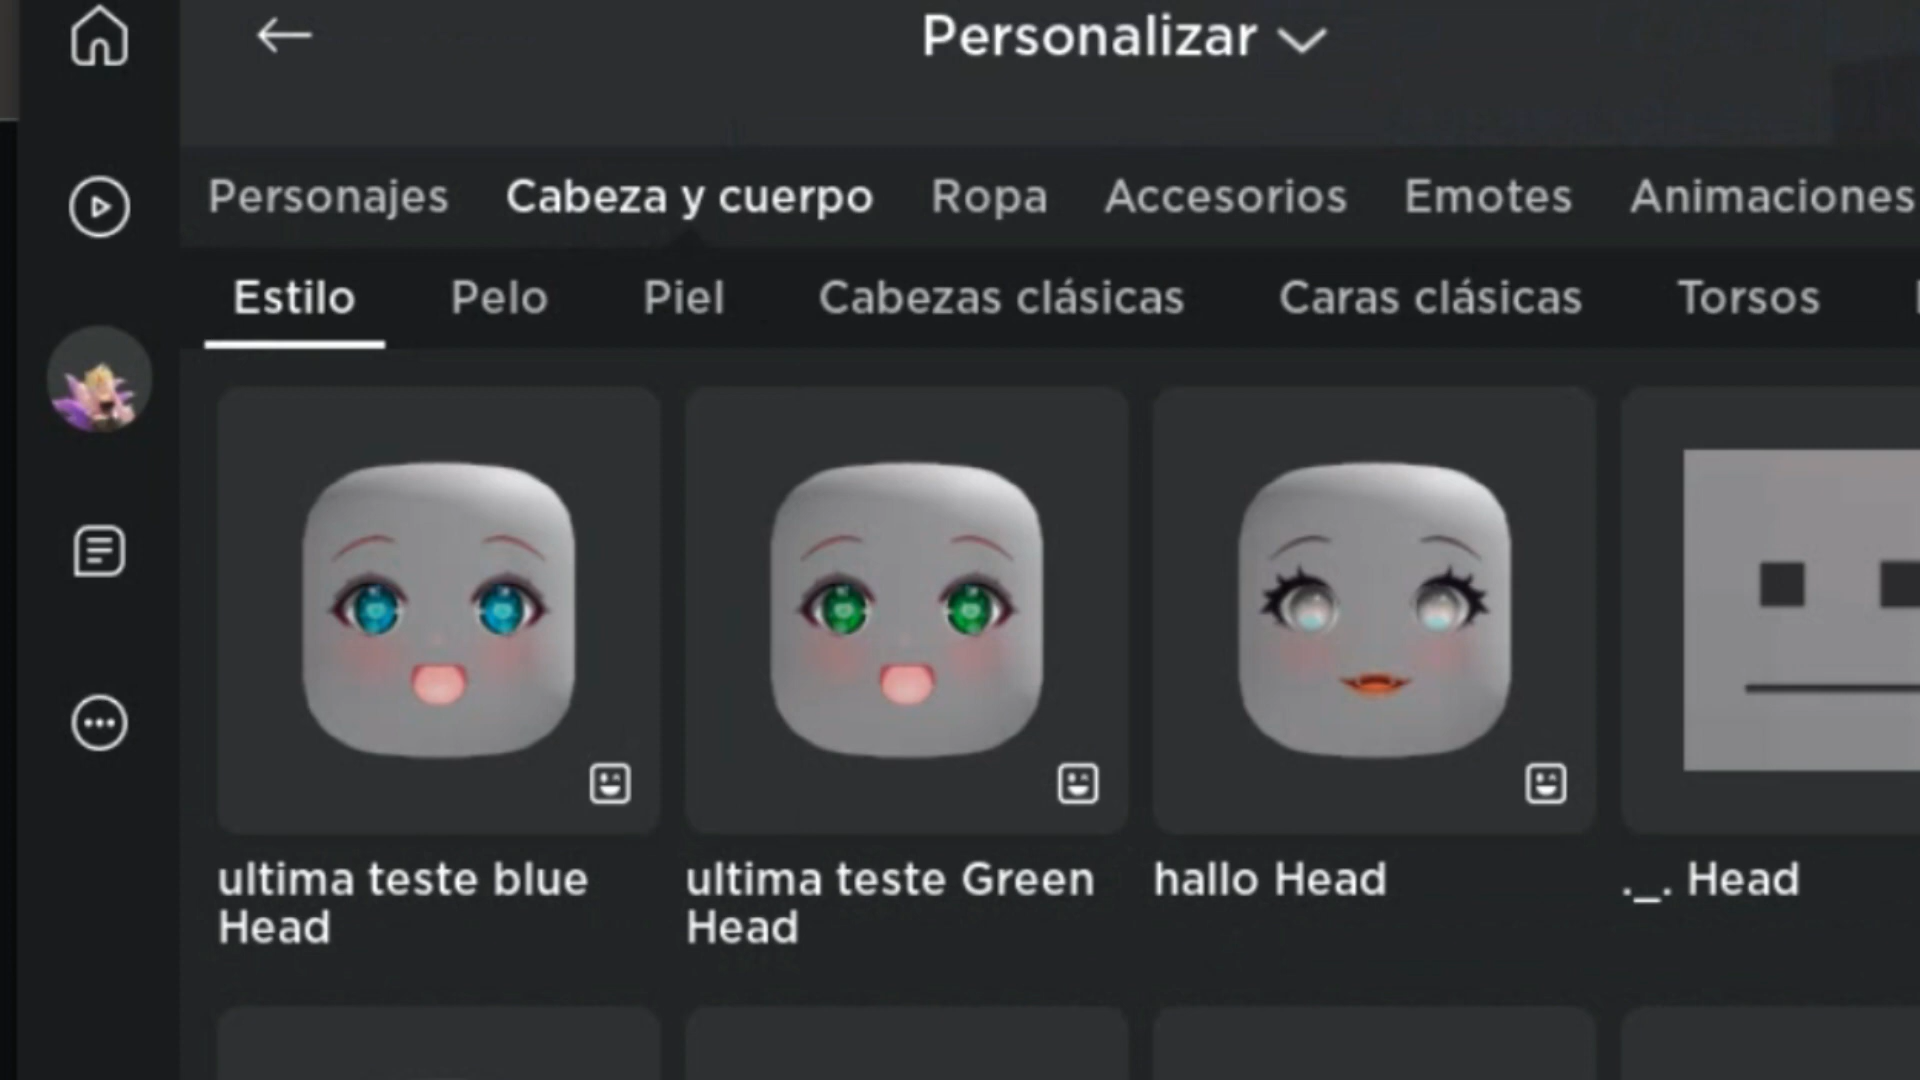 Personalizar
Personajes Cabeza y cuerpo Ropa Accesorios Emotes Animaciones
Estilo Pelo Piel Cabezas clásicas Caras clásicas Torsos
ultima teste blue Head
ultima teste Green Head
hallo Head
._. Head